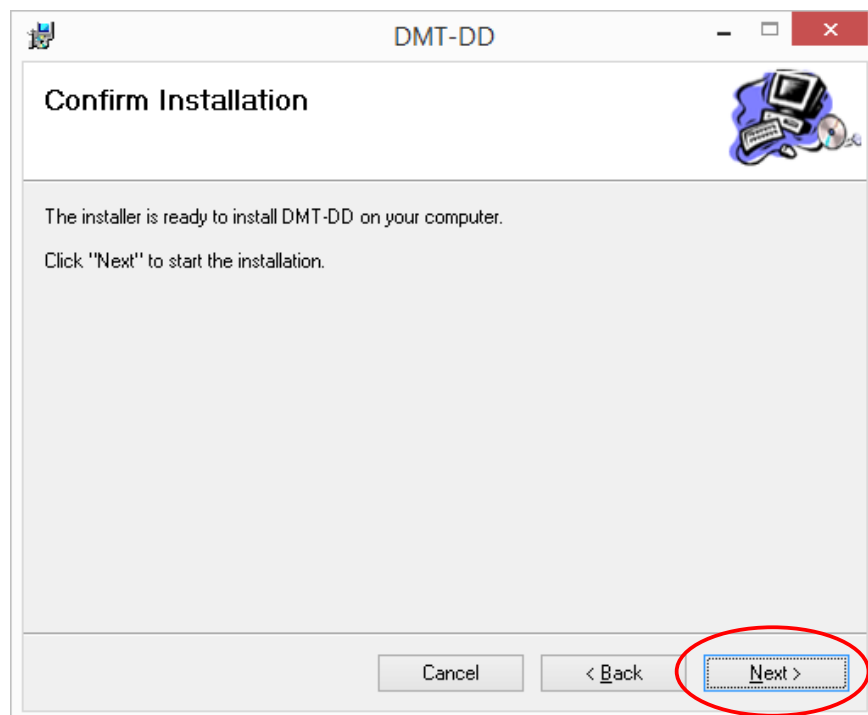 DMT-DD
Confirm Installation
The installer is ready to install DMT-DD on your computer.
Click "Next" to start the installation.
Cancel
< Back
Next >